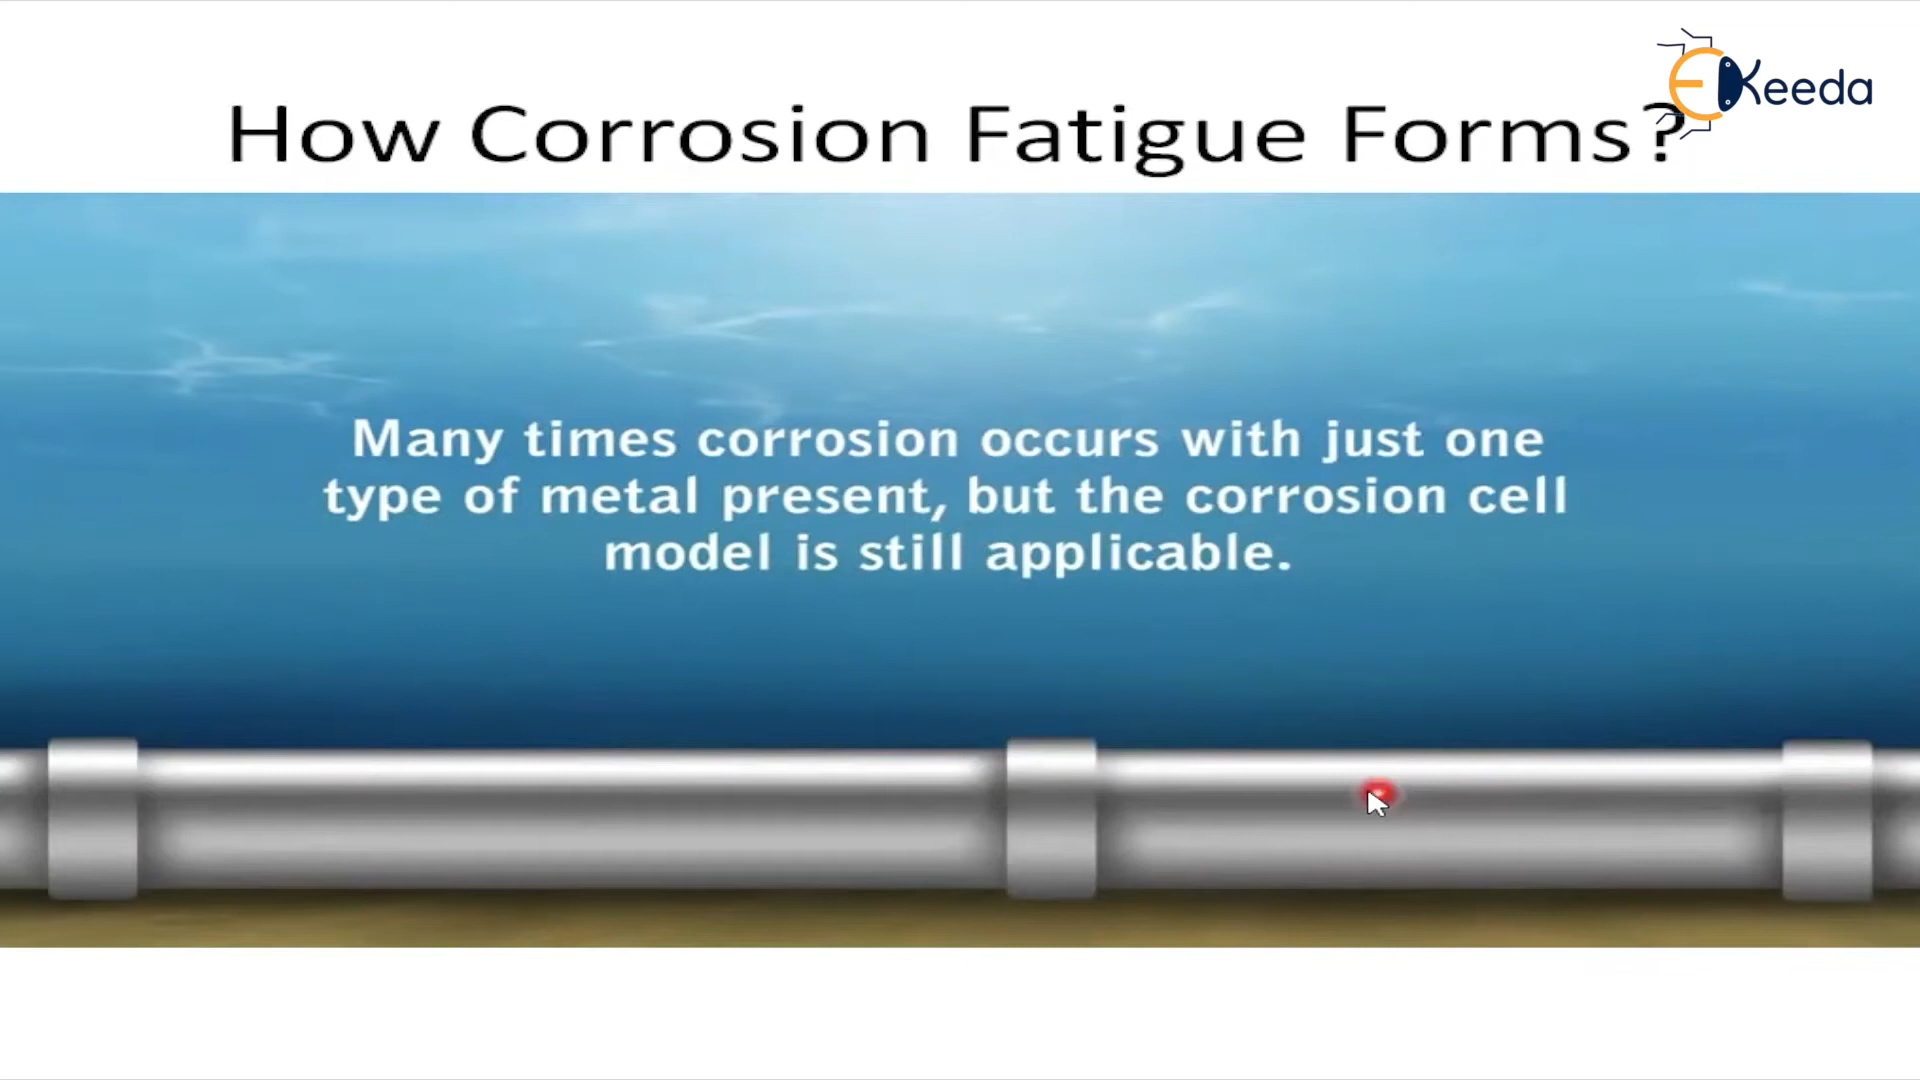 EKeeda
How Corrosion Fatigue Forms?
Many times corrosion occurs with just one
type of metal present, but the corrosion cell
model is still applicable.